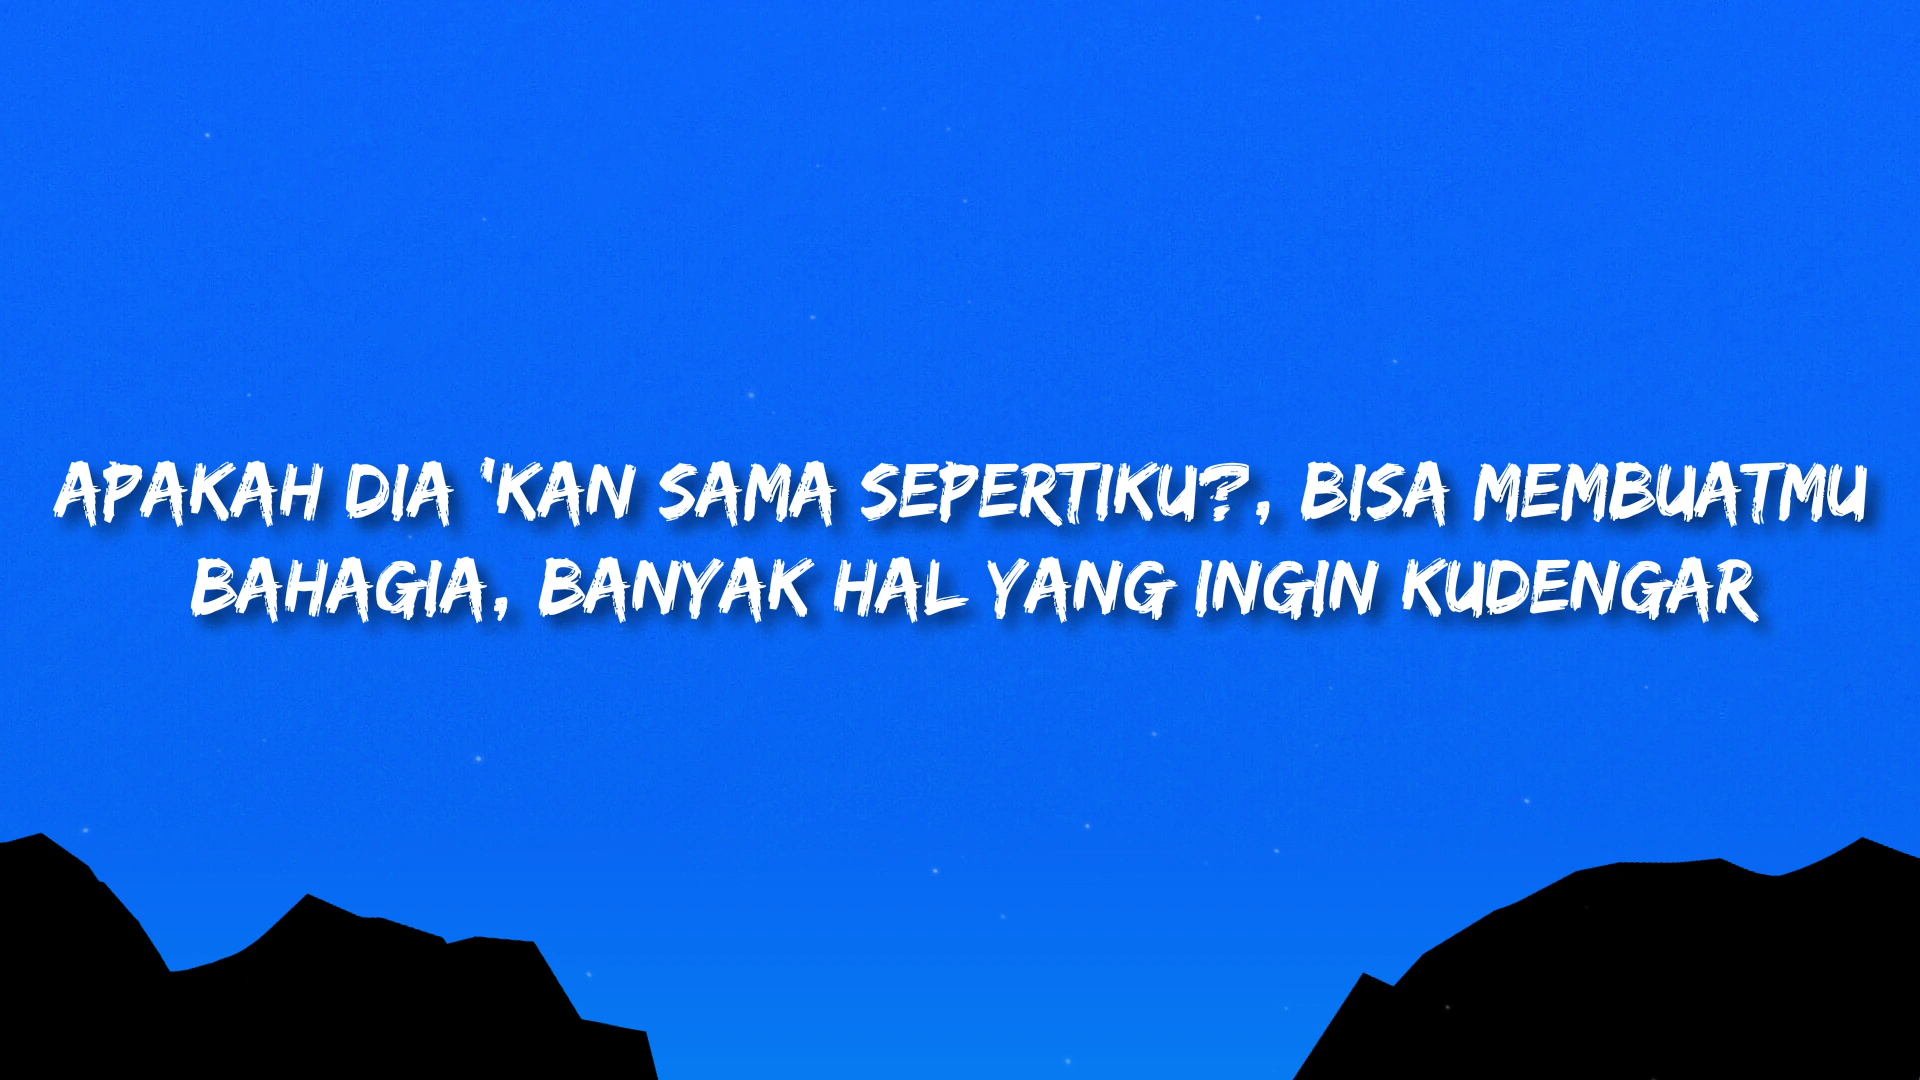 APAKAH DIA 'KAN SAMA SEPERTIKU?, BISA MEMBUATMU
BAHAGIA, BANYAK HAL YANG INGIN KUDENGAR